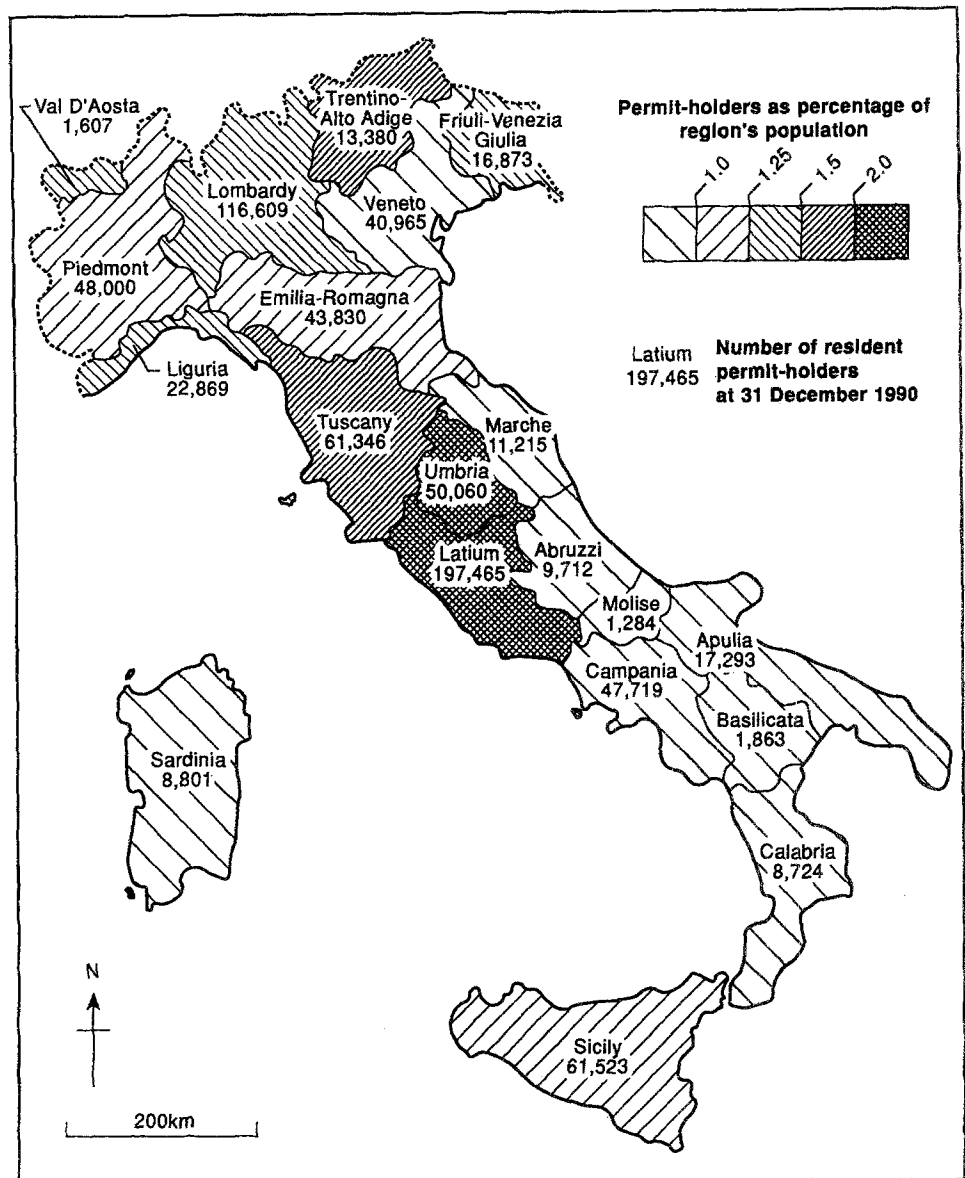 Val D'Aosta
1,607
Trentino-
Alto Adige
13,380
Friuli-Venezia
Giulia
16,873
Lombardy
116,609
Veneto
40,965
Piedmont
48,000
Emilia-Romagna
43,830
Liguria
22,869
Tuscany
61,346
Marche
11,215
Umbria
50,060
Latium
197,465
Abruzzi
9,712
Molise
1,284
Apulia
17,293
Campania
47,719
Basilicata
1,863
Sardinia
8,801
Calabria
8,724
Sicily
61,523
Permit-holders as percentage of
region's population
1.0 1.25 1.5 2.0
Latium
197,465
Number of resident
permit-holders
at 31 December 1990
N
200km